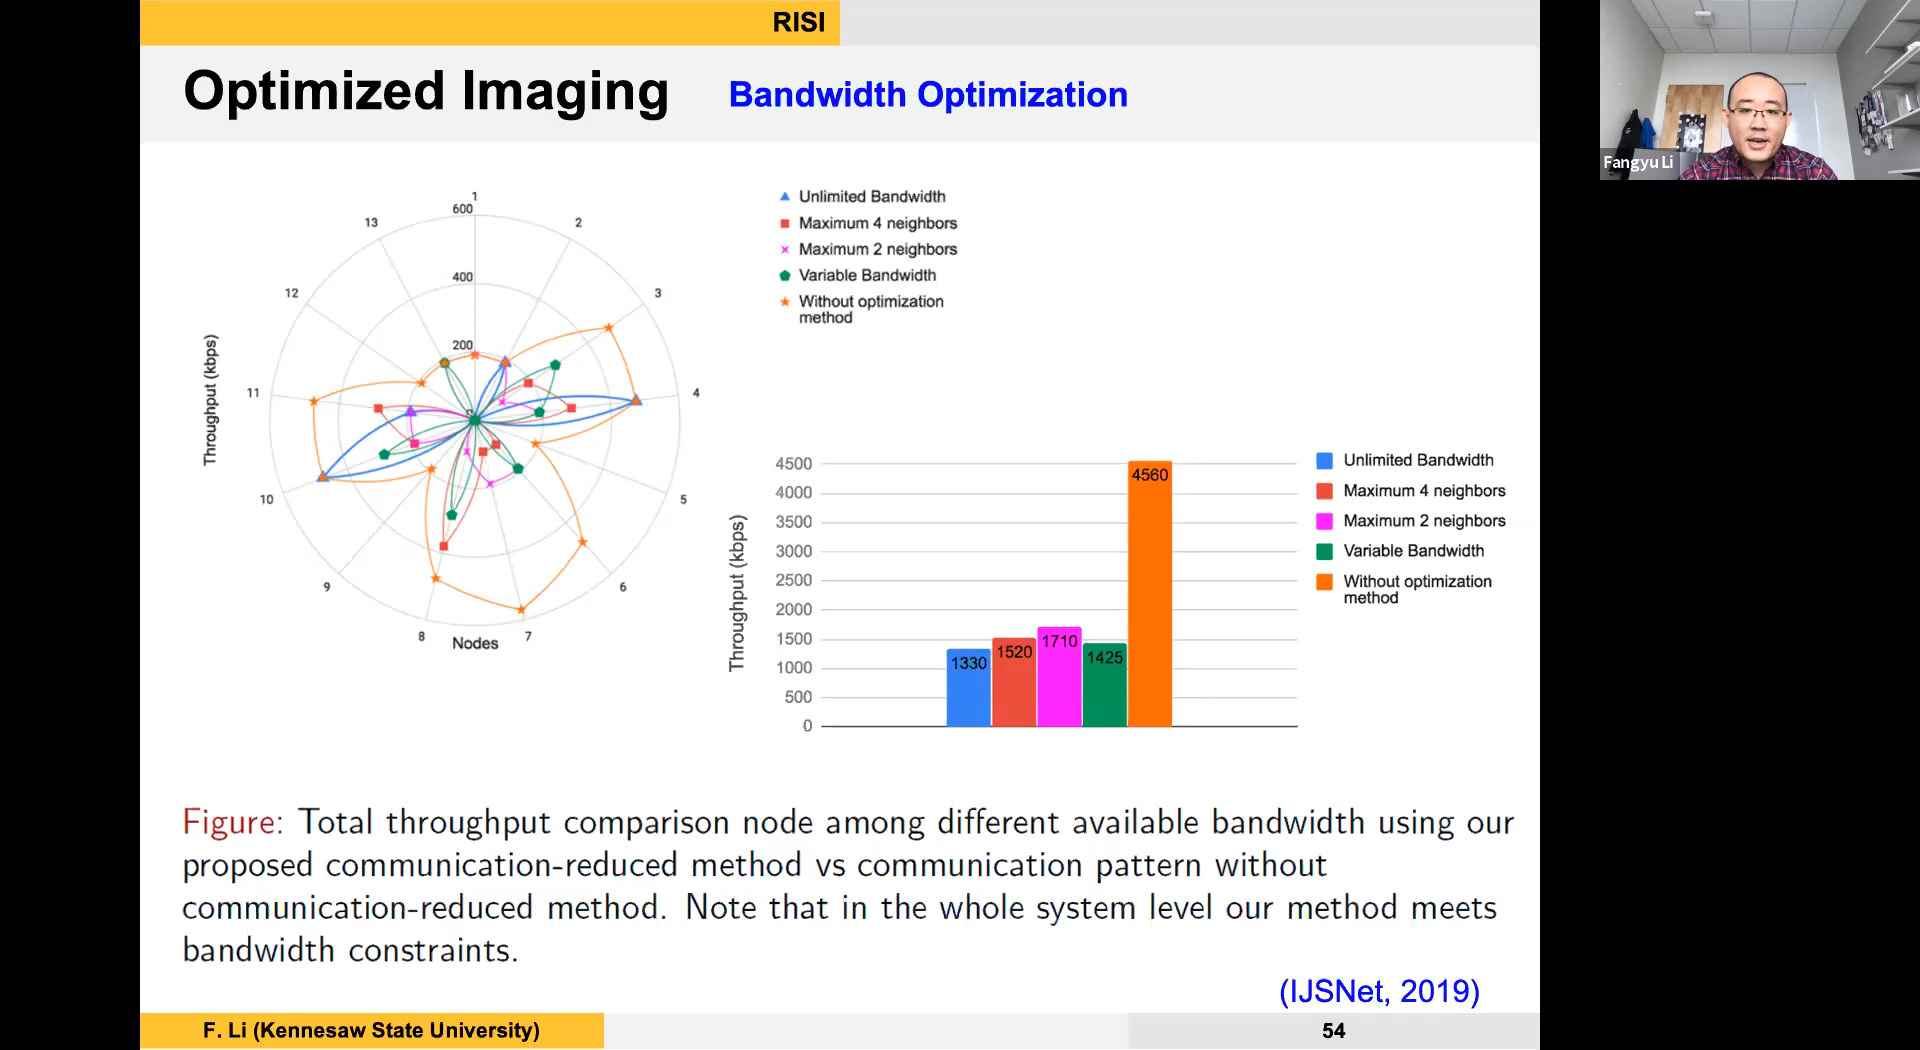 RISI
Optimized Imaging
Bandwidth Optimization
Fangyu Li
1
2
3
4
5
6
7
8
9
10
11
12
13
600
400
200
0
Throughput (kbps)
Nodes
Unlimited Bandwidth
Maximum 4 neighbors
Maximum 2 neighbors
Variable Bandwidth
Without optimization
method
Throughput (kbps)
4500
4000
3500
3000
2500
2000
1500
1000
500
0
1330
1520
1710
1425
4560
Unlimited Bandwidth
Maximum 4 neighbors
Maximum 2 neighbors
Variable Bandwidth
Without optimization
method
Figure: Total throughput comparison node among different available bandwidth using our
proposed communication-reduced method vs communication pattern without
communication-reduced method. Note that in the whole system level our method meets
bandwidth constraints.
(IJSNet, 2019)
F. Li (Kennesaw State University)
54